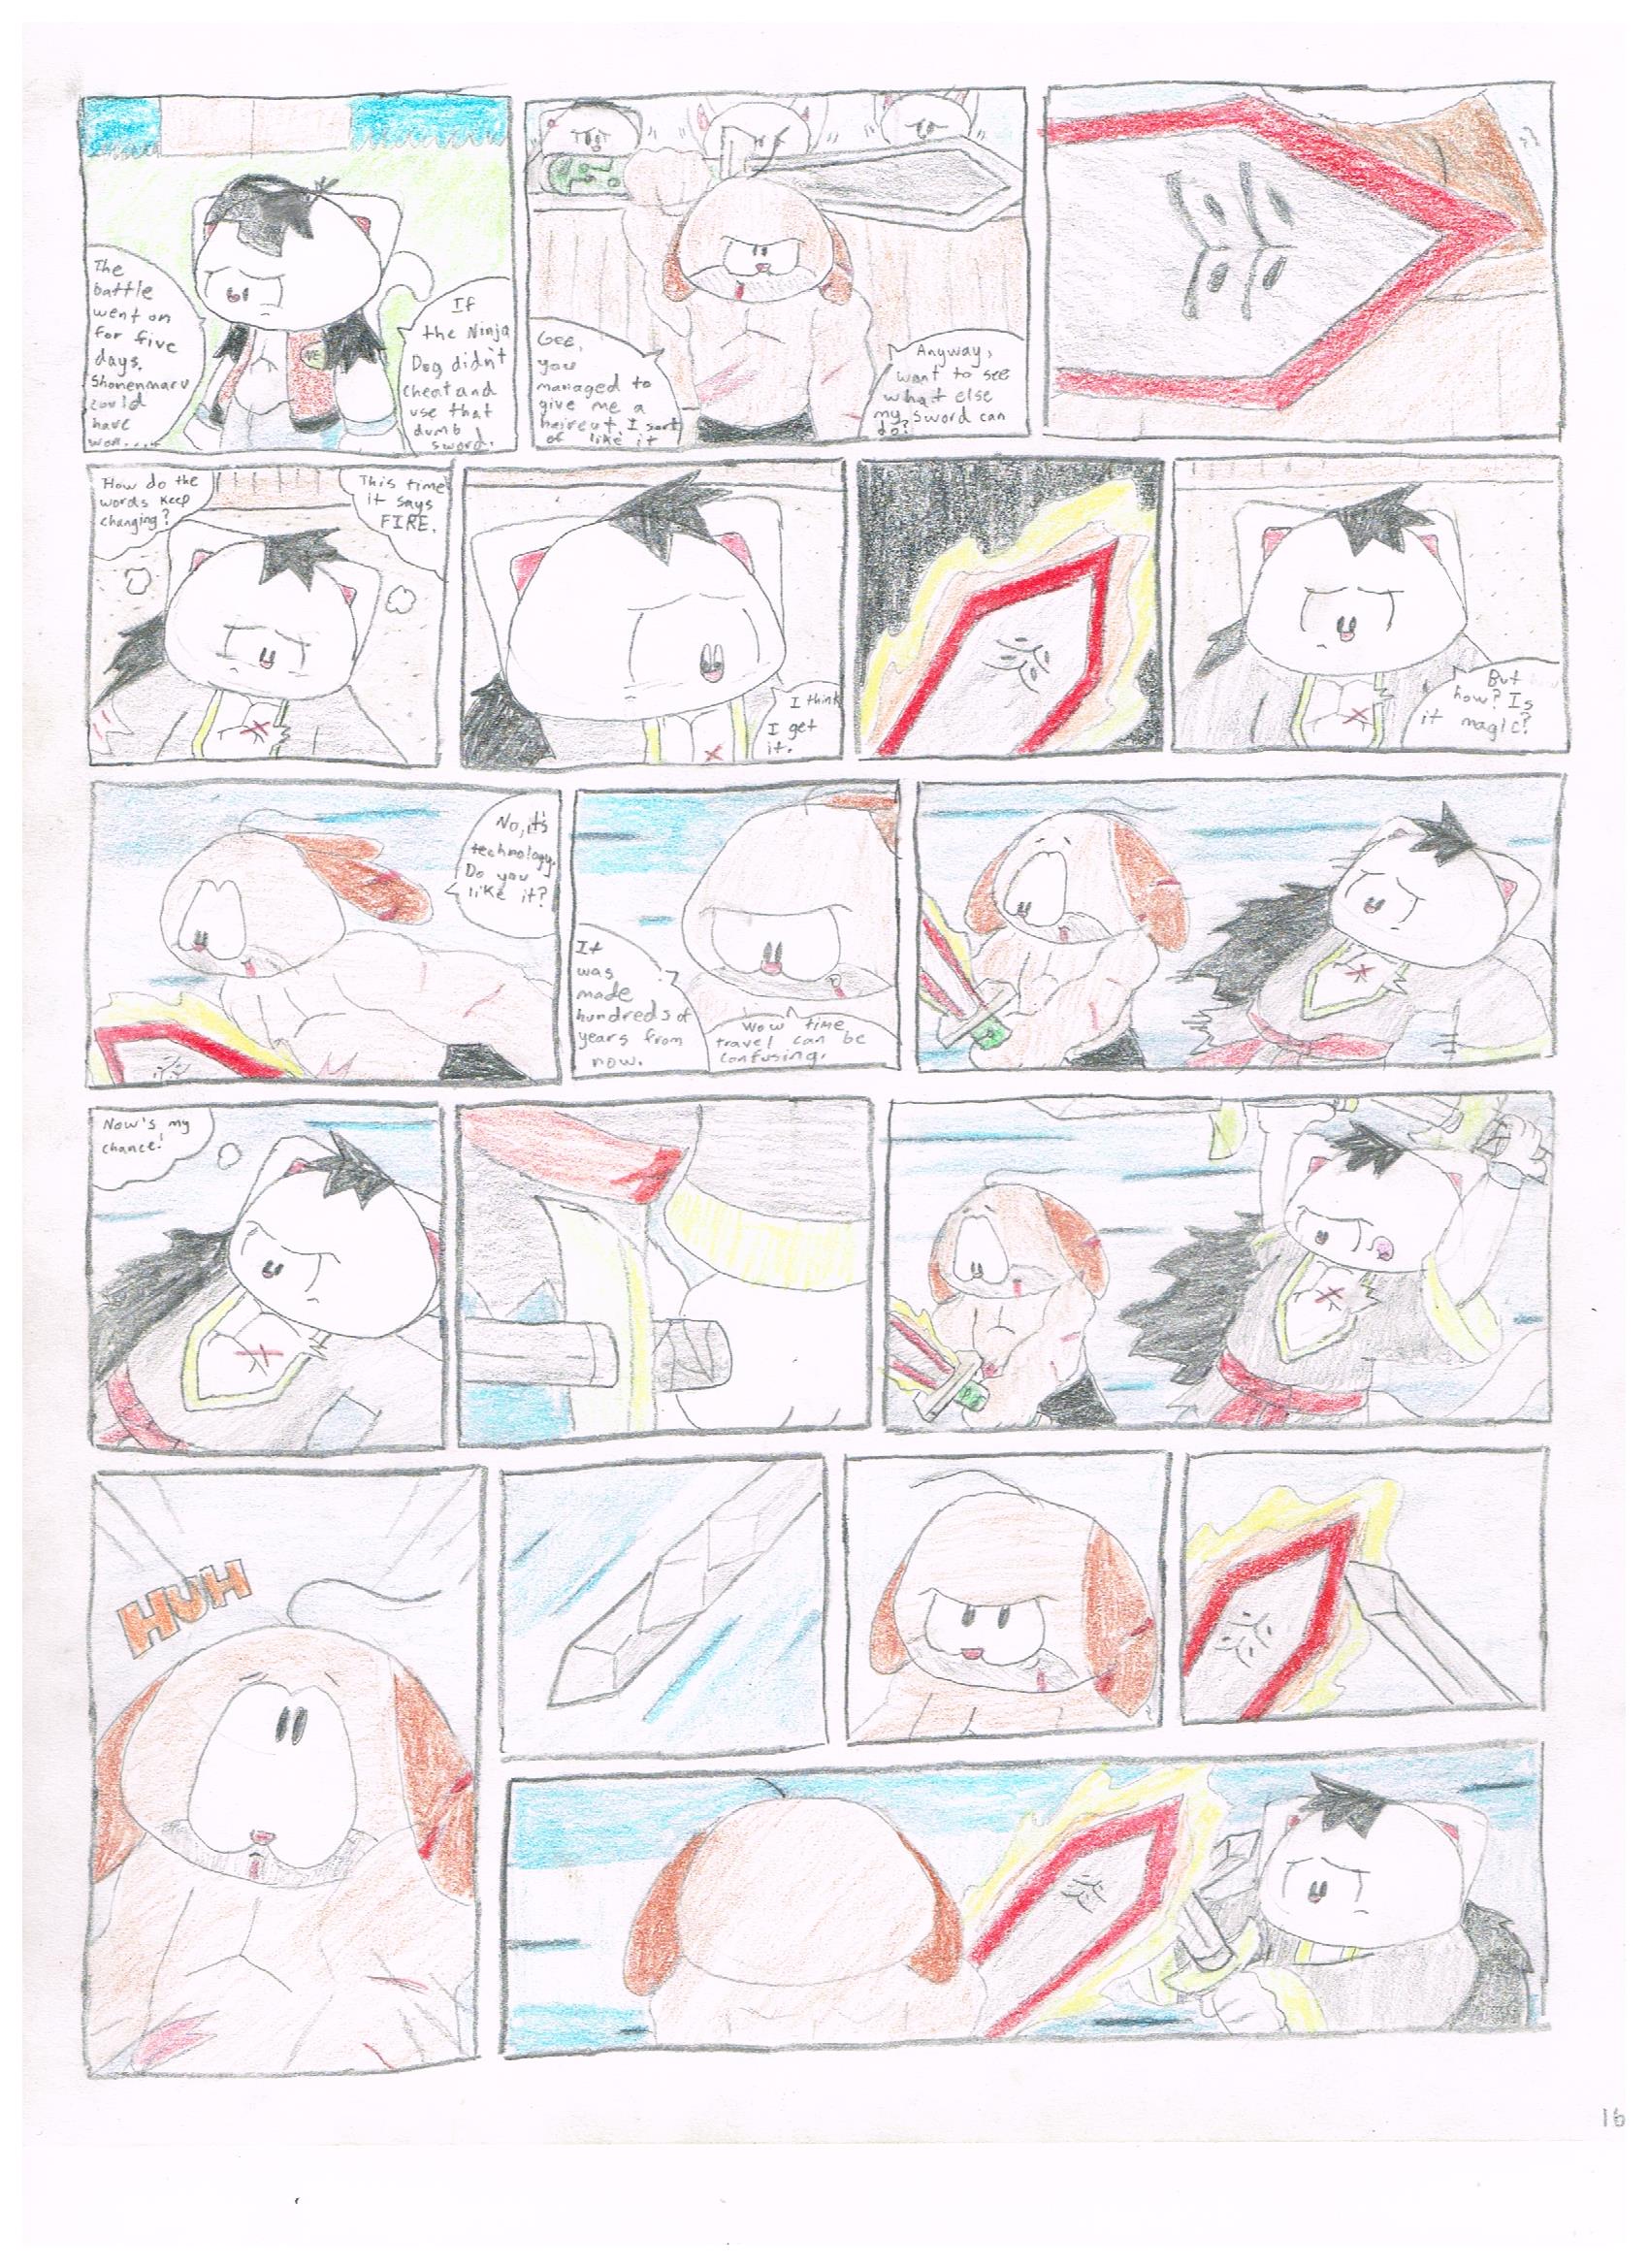 The
battle
went on
for five
days.
Shonenmaru
could
have
won....
If
the Ninja
Dog didn't
cheat and
use that
dumb
sword.
Gee,
you
managed to
give me a
haircut. I sort
of like it
Anyway,
want to see
what else
my sword can
do?
How do the
words keep
changing?
This time
it says
FIRE.
I think
I get
it.
But
how? Is
it magic?
No, it's
technology.
Do you
like it?
It
was
made
hundreds of
years from
now.
Wow time
travel can be
confusing.
Now's my
chance!
HUH
16